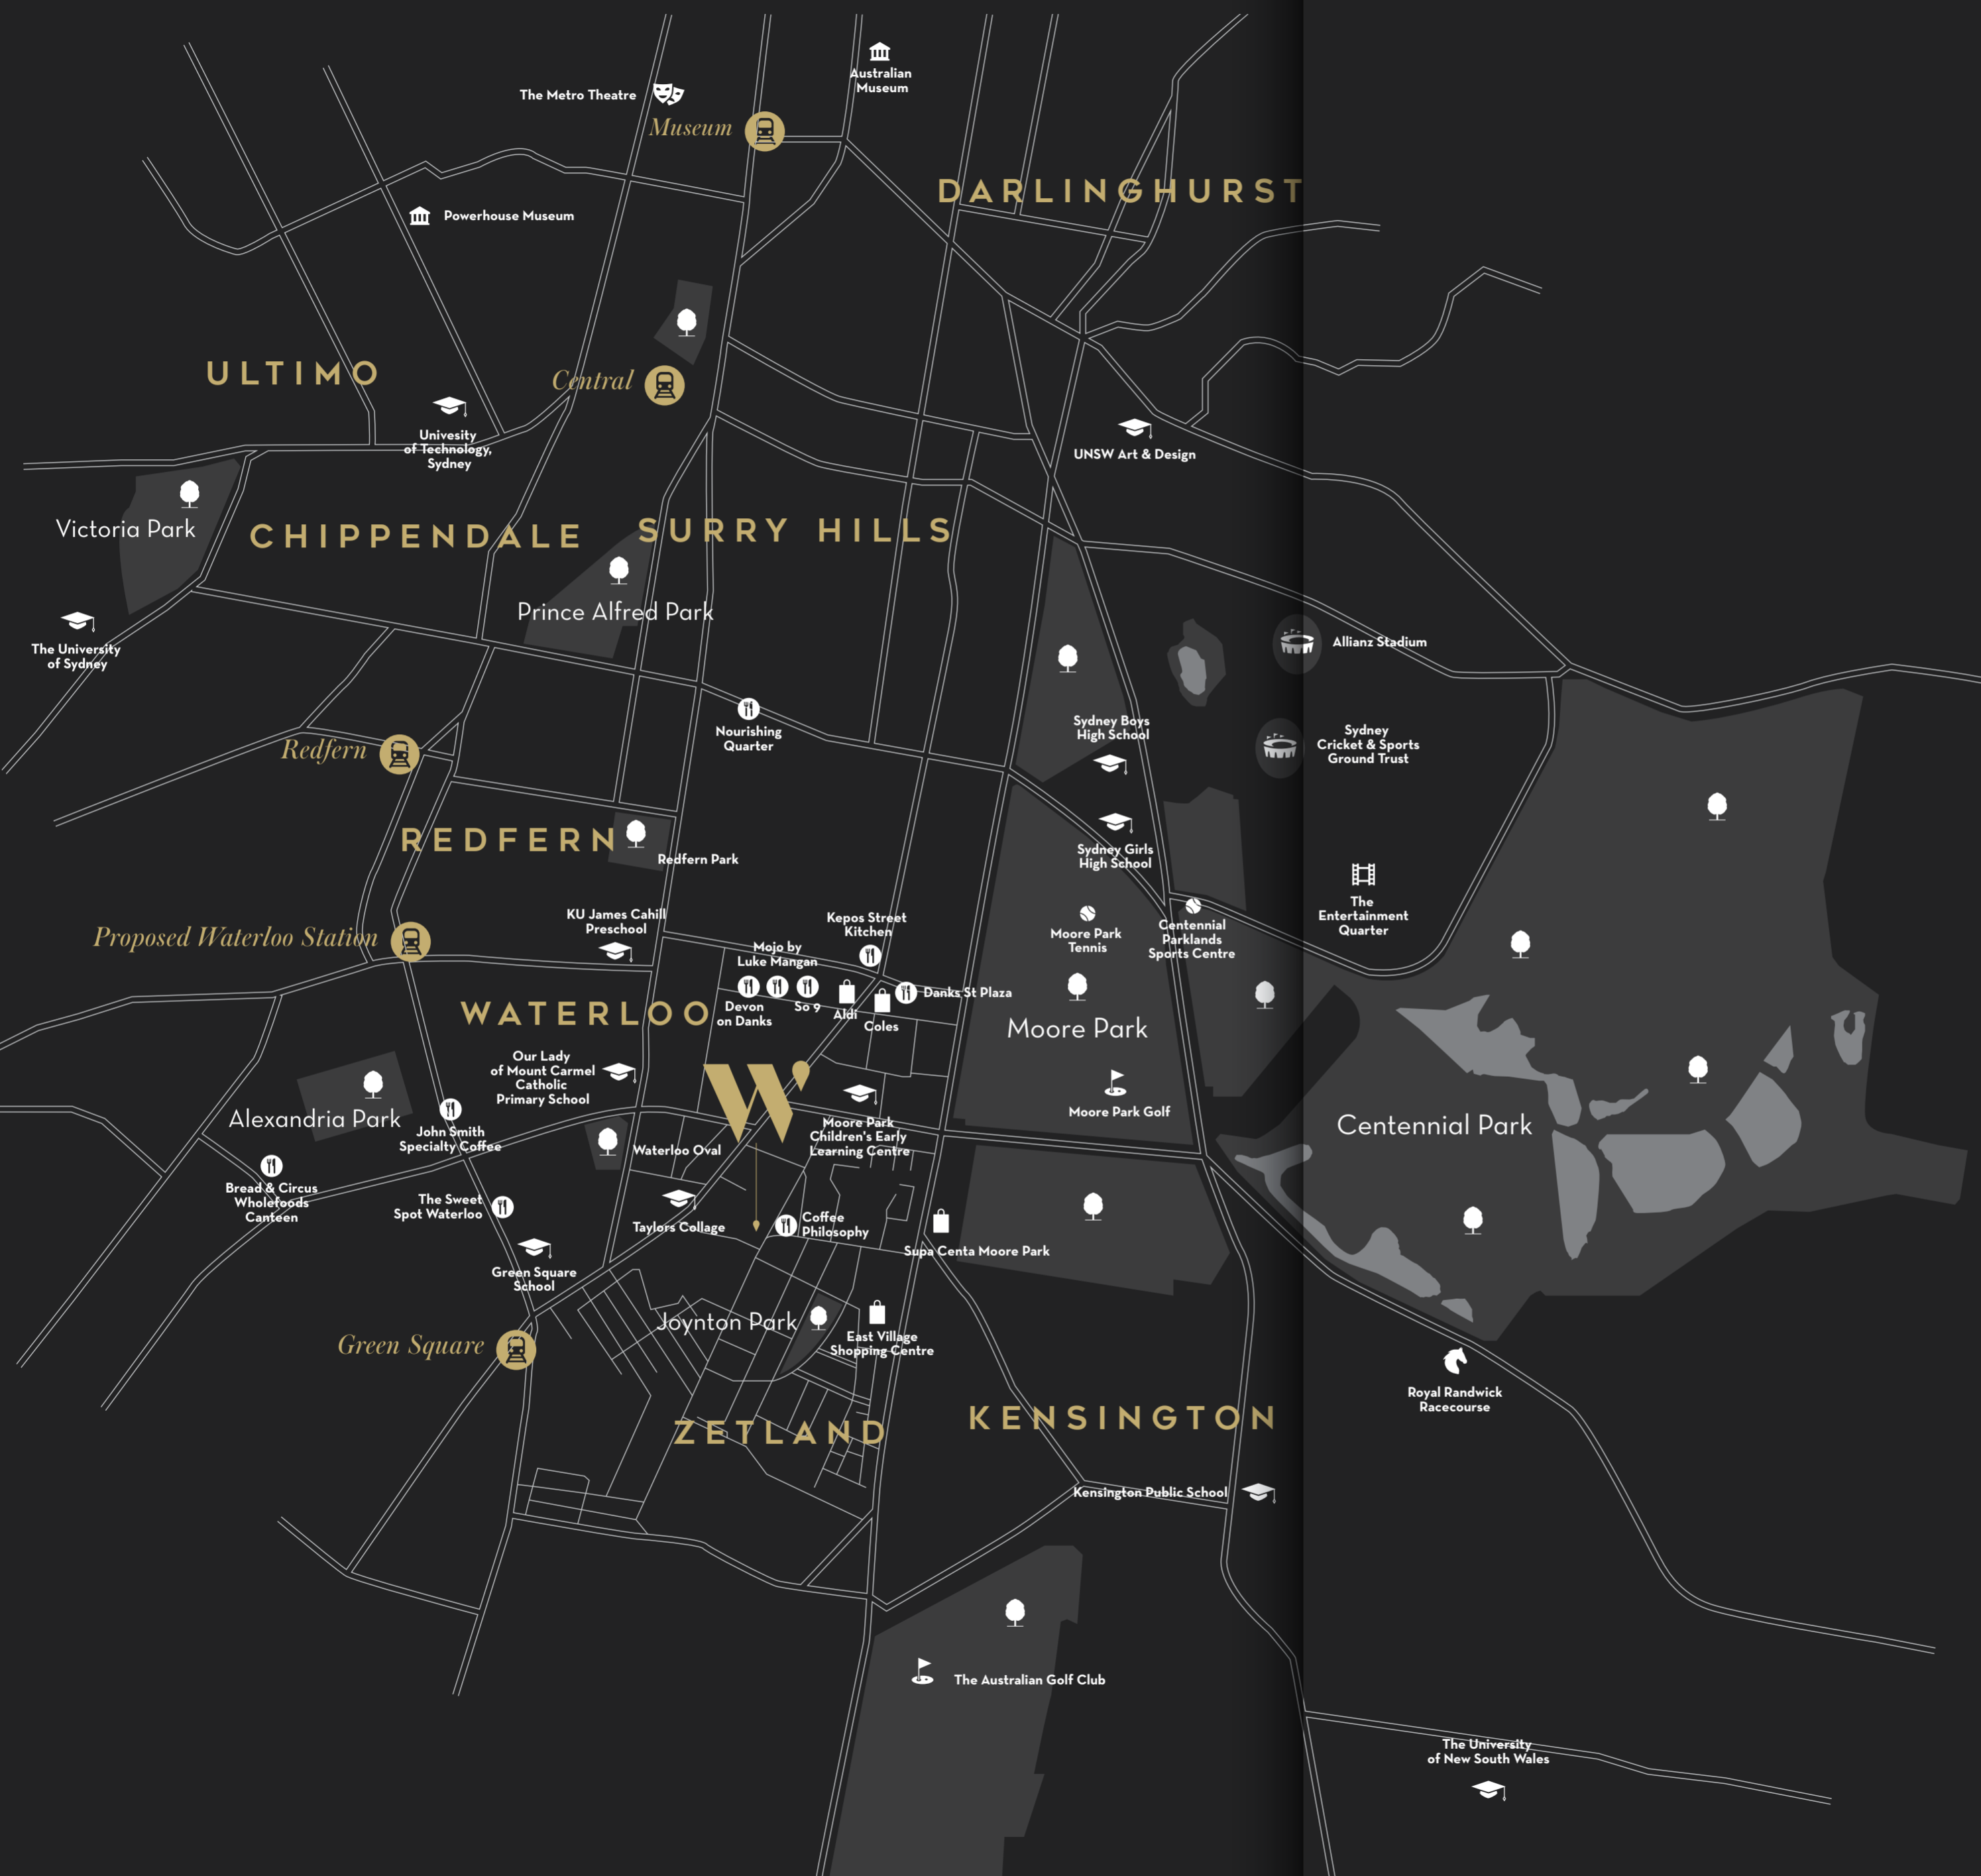 Australian
Museum
The Metro Theatre
Museum
DARLINGHURST
Powerhouse Museum
ULTIMO
Central
Univesity
of Technology,
Sydney
UNSW Art & Design
Victoria Park
CHIPPENDALE
SURRY HILLS
Prince Alfred Park
The University
of Sydney
Allianz Stadium
Nourishing
Quarter
Sydney Boys
High School
Sydney
Cricket & Sports
Ground Trust
Redfern
REDFERN
Redfern Park
Sydney Girls
High School
The
Entertainment
Quarter
KU James Cahill
Preschool
Kepos Street
Kitchen
Moore Park
Tennis
Centennial
Parklands
Sports Centre
Proposed Waterloo Station
Mojo by
Luke Mangan
Devon
on Danks
So 9
Aldi
Coles
Danks St Plaza
WATERLOO
Moore Park
Our Lady
of Mount Carmel
Catholic
Primary School
W
Moore Park Golf
Alexandria Park
John Smith
Specialty Coffee
Waterloo Oval
Moore Park
Children's Early
Learning Centre
Centennial Park
Bread & Circus
Wholefoods
Canteen
The Sweet
Spot Waterloo
Taylors Collage
Coffee
Philosophy
Supa Centa Moore Park
Green Square
School
Joynton Park
East Village
Shopping Centre
Green Square
Royal Randwick
Racecourse
ZETLAND
KENSINGTON
Kensington Public School
The Australian Golf Club
The University
of New South Wales